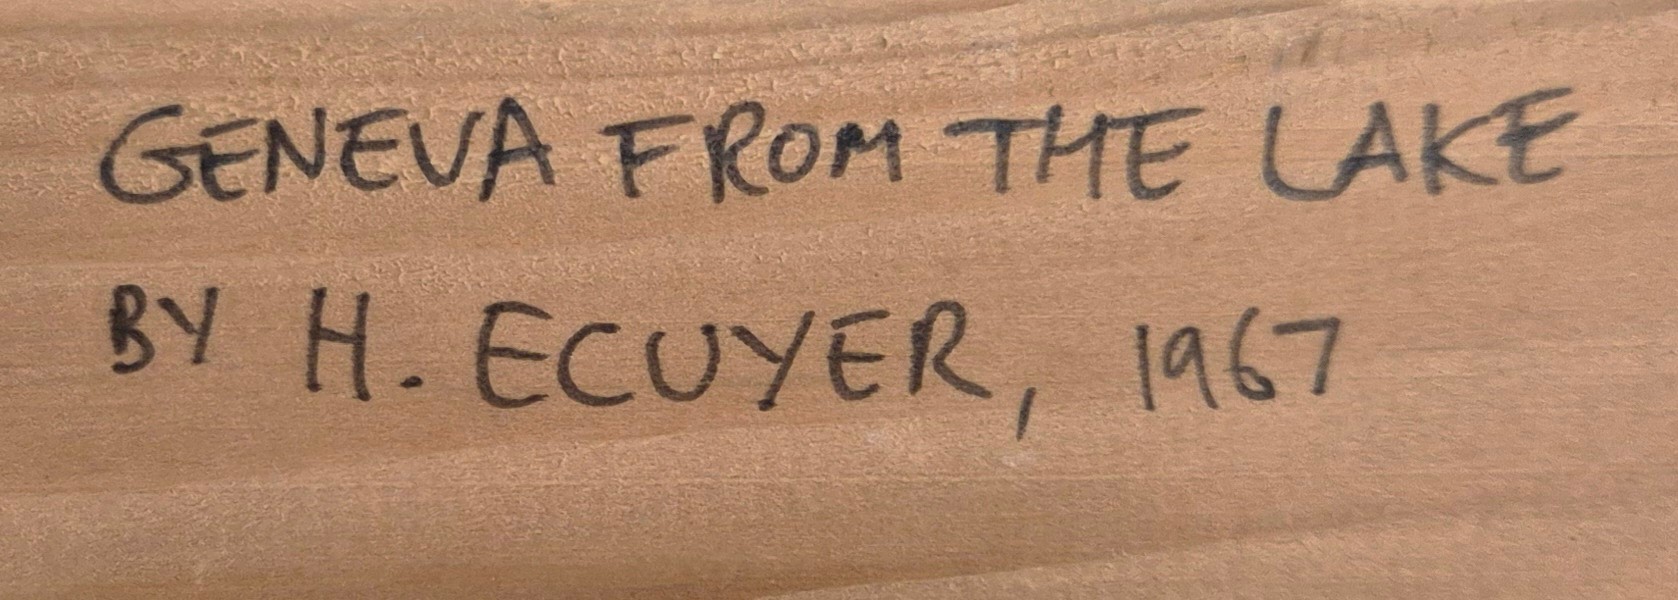 GENEVA FROM THE LAKE
BY H. ECUYER, 1967